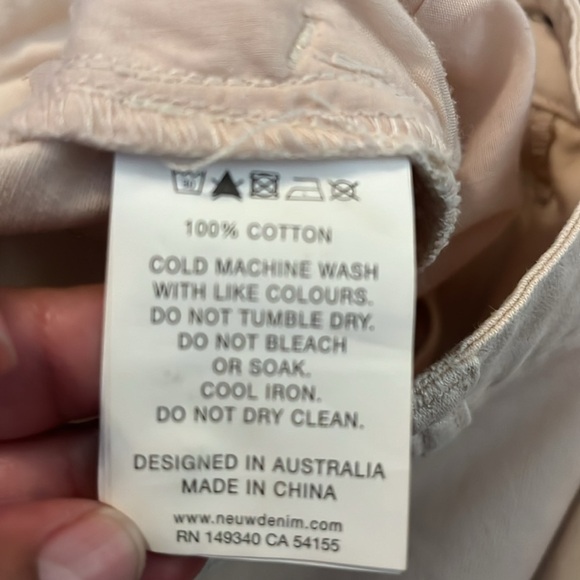 100% COTTON
COLD MACHINE WASH
WITH LIKE COLOURS.
DO NOT TUMBLE DRY.
DO NOT BLEACH
OR SOAK.
COOL IRON.
DO NOT DRY CLEAN.
DESIGNED IN AUSTRALIA
MADE IN CHINA
www.neuwdenim.com
RN 149340 CA 54155